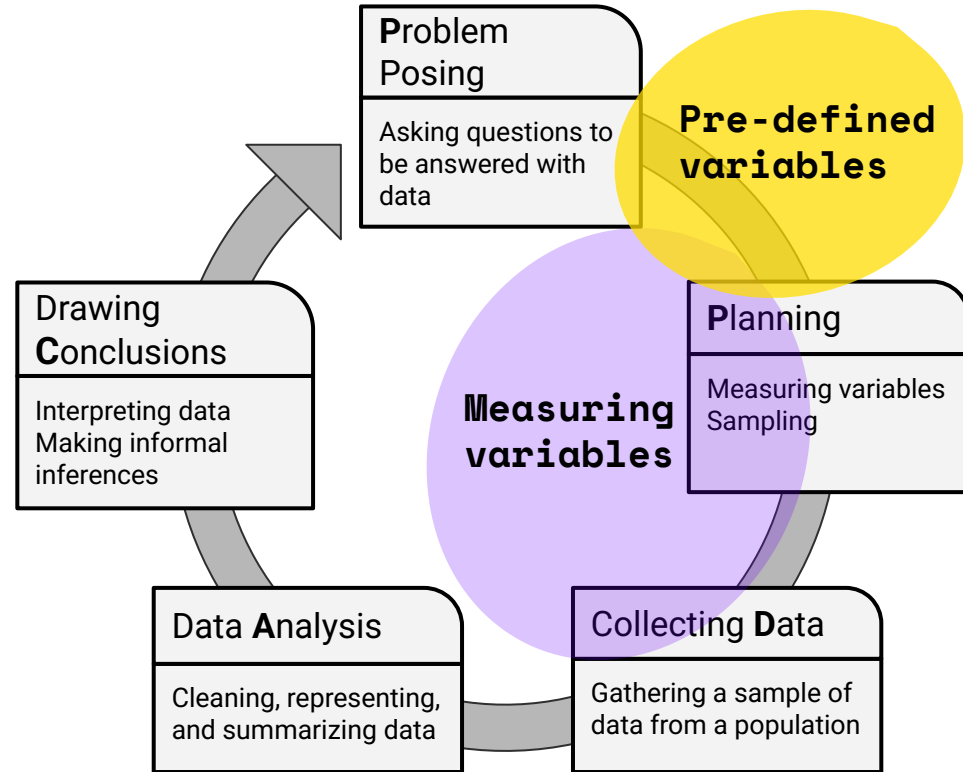 Problem
Posing
Asking questions to
be answered with
data
Pre-defined
variables
Planning
Measuring variables
Sampling
Measuring
variables
Collecting Data
Gathering a sample of
data from a population
Data Analysis
Cleaning, representing,
and summarizing data
Drawing
Conclusions
Interpreting data
Making informal
inferences